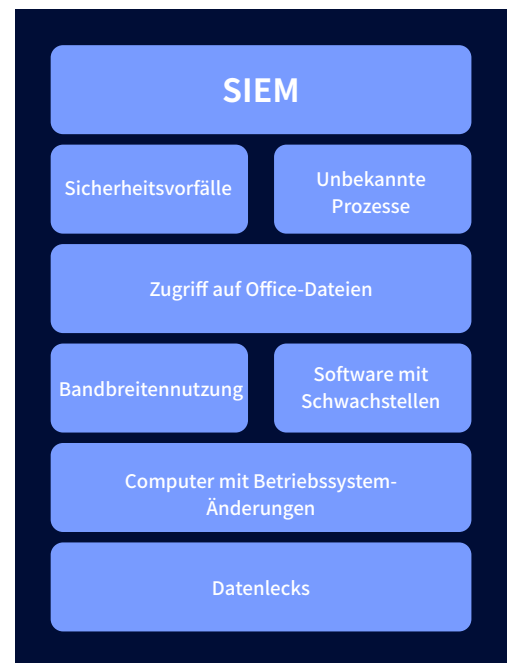 SIEM
Sicherheitsvorfälle
Unbekannte
Prozesse
Zugriff auf Office-Dateien
Bandbreitennutzung
Software mit
Schwachstellen
Computer mit Betriebssystem-
Änderungen
Datenlecks